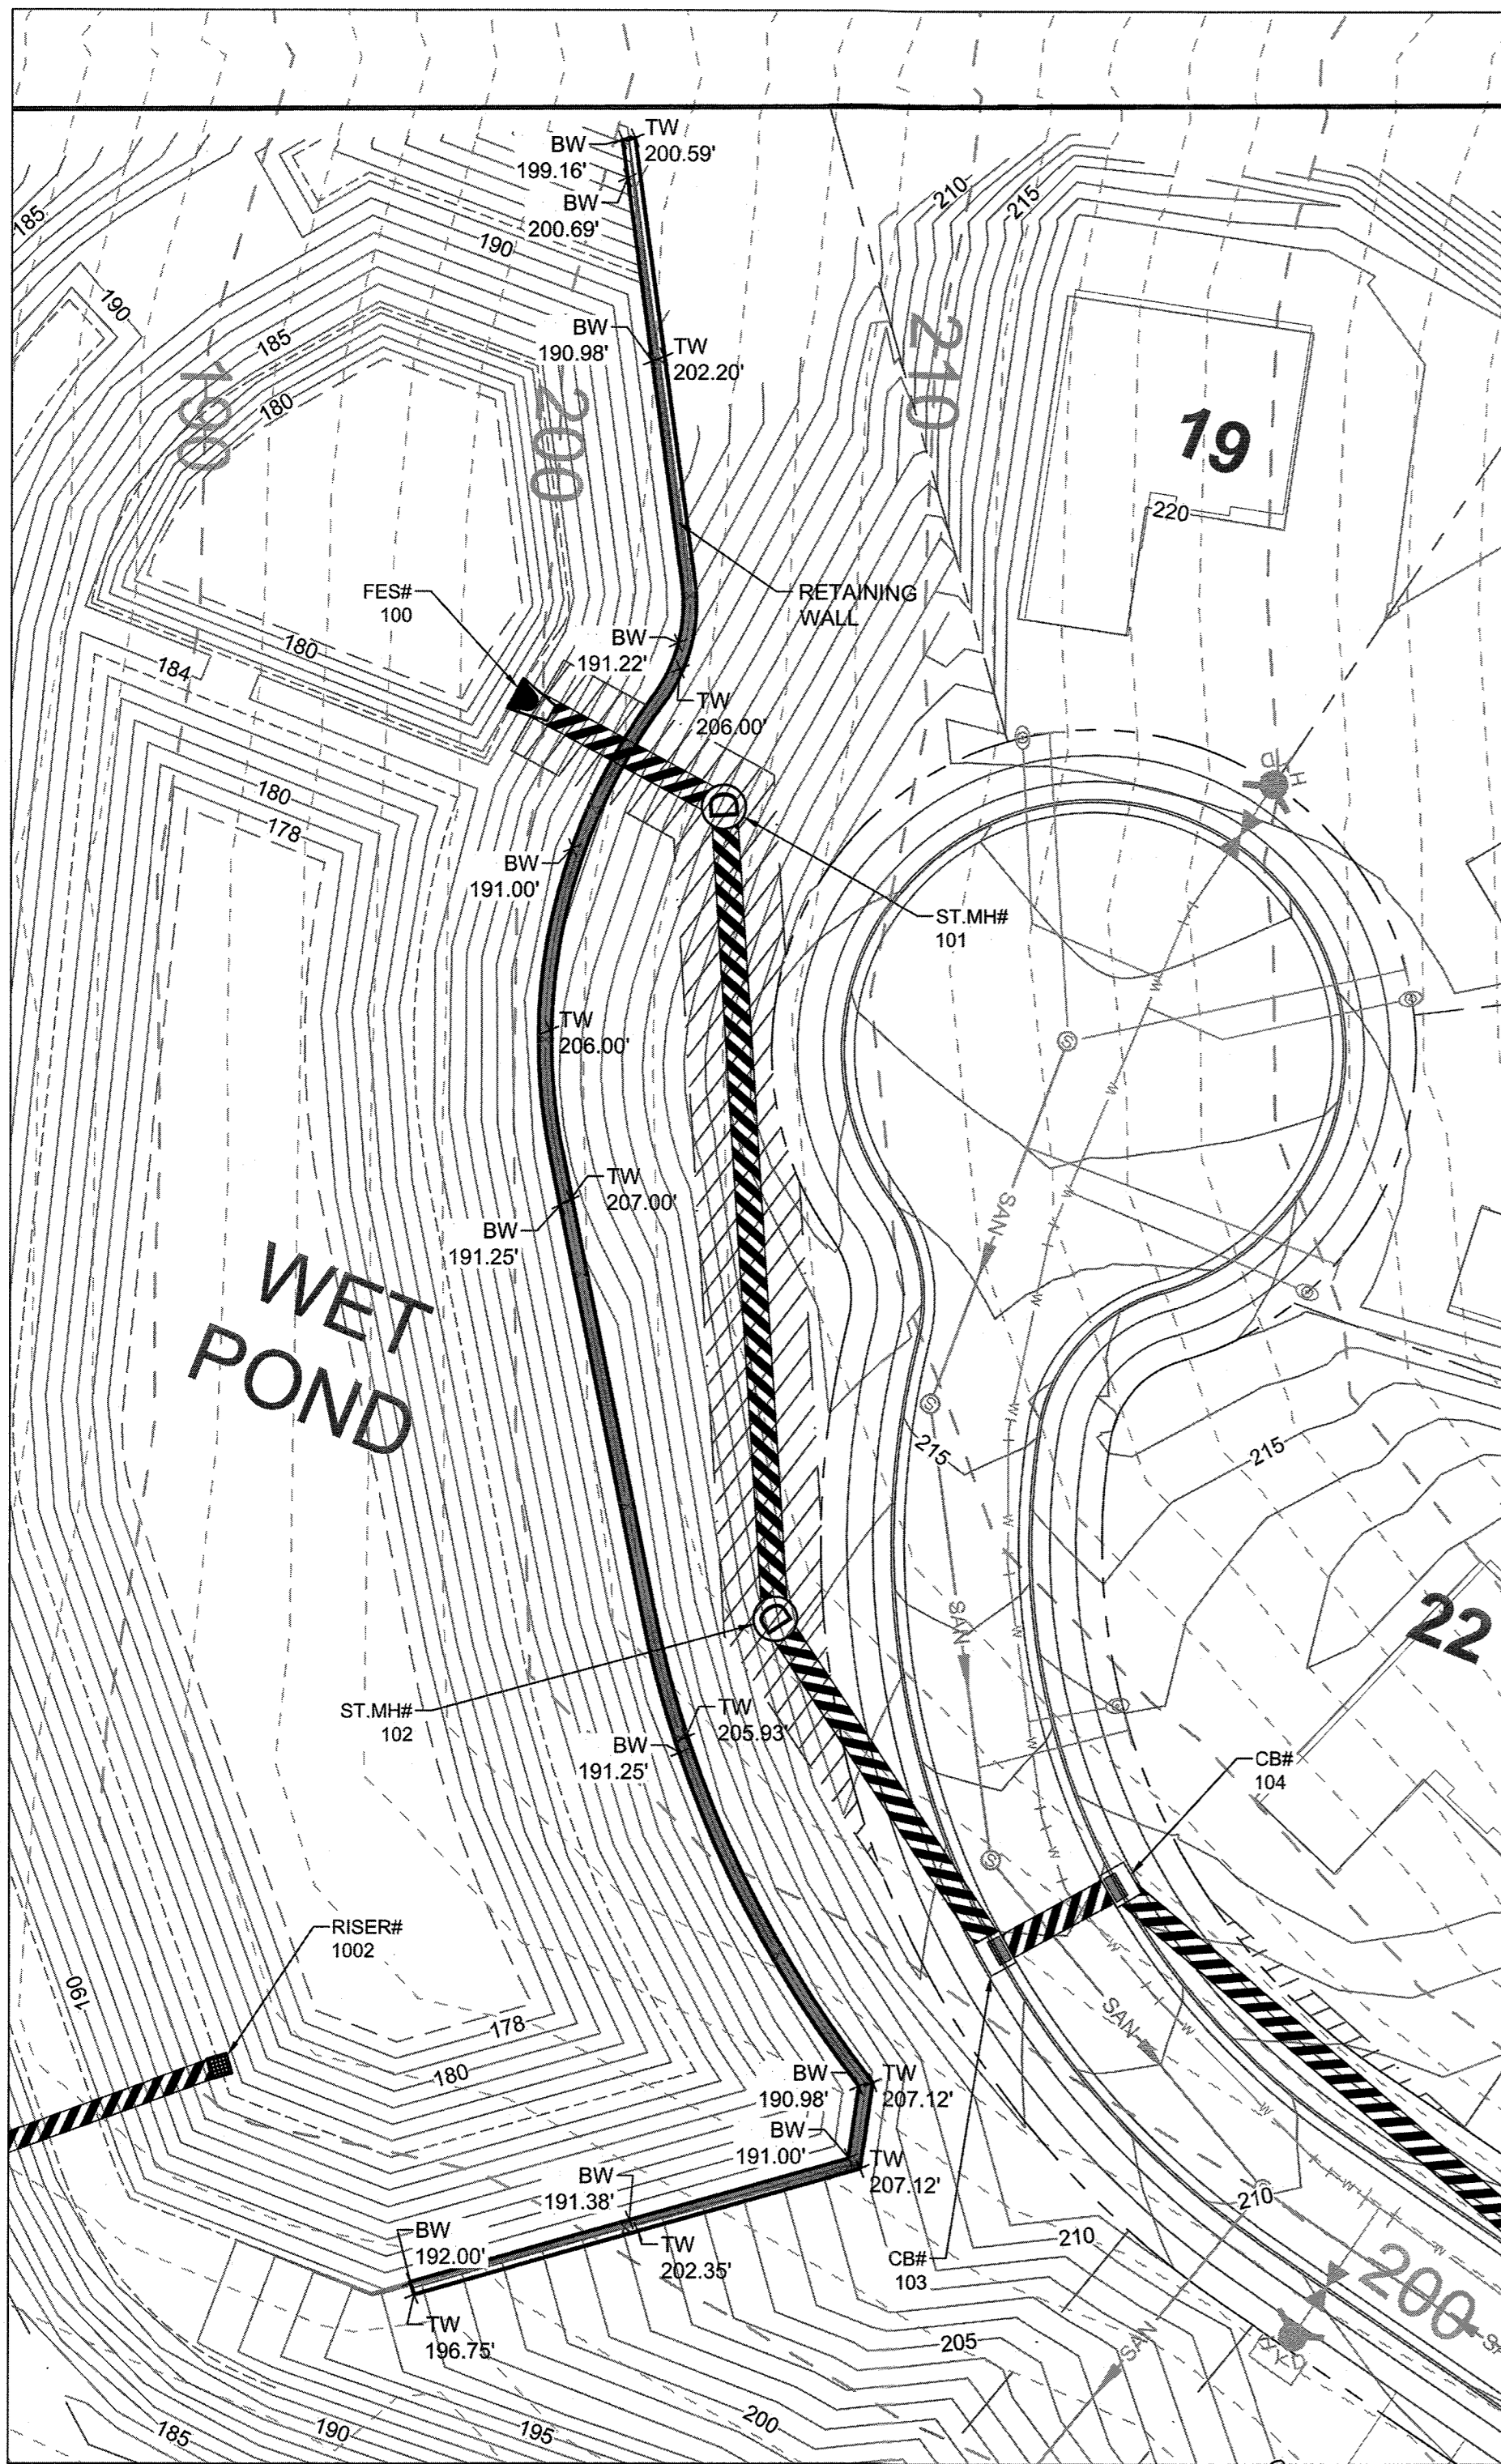 TW
200.59'
BW
199.16'
BW
200.69'
210
215
185
190
190
185
180
190
200
210
BW
190.98'
TW
202.20'
19
220
FES#
100
RETAINING
WALL
180
184
BW
191.22'
TW
206.00'
HYD
180
178
BW
191.00'
ST.MH#
101
S
W
TW
206.00'
W
SAN
TW
207.00'
BW
191.25'
W
WET
POND
W
S
215
215
W
W
SAN
W
22
ST.MH#
102
TW
205.93'
BW
191.25'
W
CB#
104
W
S
RISER#
1002
190
W
SAN
W
178
180
BW
190.98'
TW
207.12'
W
BW
191.00'
TW
207.12'
W
BW
191.38'
210
210
BW
192.00'
TW
202.35'
CB#
103
W
200
TW
196.75'
205
SAN
HYD
185
190
195
200